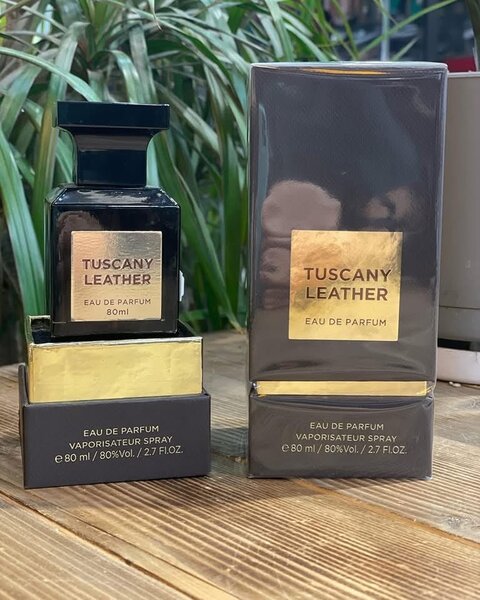 TUSCANY
LEATHER
EAU DE PARFUM
80ml
EAU DE PARFUM
VAPORISATEUR SPRAY
℮ 80 ml / 80%Vol. / 2.7 Fl.OZ.
TUSCANY
LEATHER
EAU DE PARFUM
EAU DE PARFUM
VAPORISATEUR SPRAY
℮ 80 ml / 80%Vol. / 2.7 Fl.OZ.